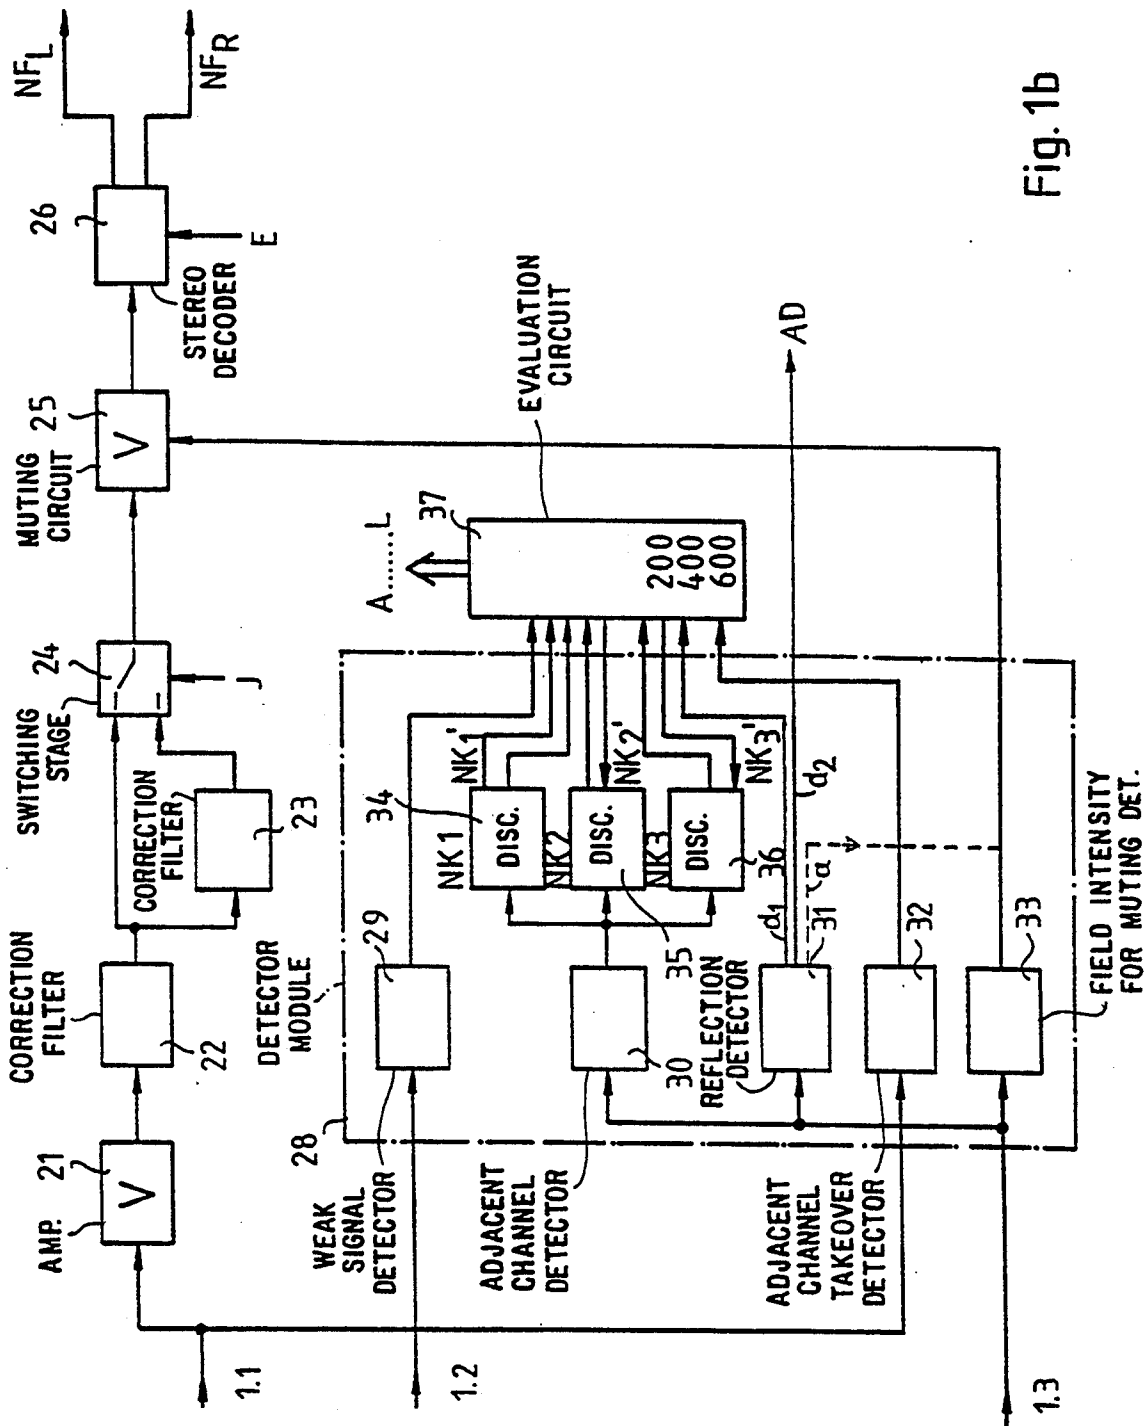 NFL
NFR
26
E
STEREO
DECODER
MUTING
CIRCUIT
25
V
SWITCHING
STAGE
24
J
CORRECTION
FILTER
23
CORRECTION
FILTER
22
AMP.
21
V
1.1
1.2
1.3
EVALUATION
CIRCUIT
37
A.......L
200
400
600
AD
DETECTOR
MODULE
28
WEAK
SIGNAL
DETECTOR
29
ADJACENT
CHANNEL
DETECTOR
30
34
NK1
DISC.
NK1'
NK2
DISC.
NK2'
35
NK3
DISC.
NK3'
36
REFLECTION
DETECTOR
31
d1
d2
a
ADJACENT
CHANNEL
TAKEOVER
DETECTOR
32
33
FIELD INTENSITY
FOR MUTING DET.
Fig. 1b